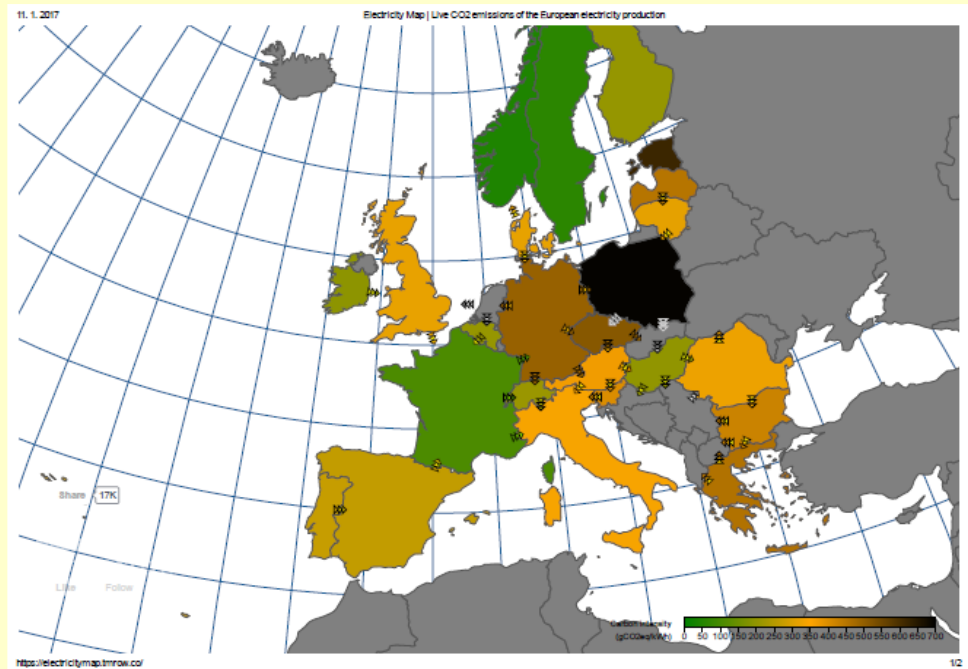 11. 1. 2017
Electricity Map | Live CO2 emissions of the European electricity production
Share 17K
Like Follow
Carbon intensity
(gCO2eq/kWh)
0 50 100 150 200 250 300 350 400 450 500 550 600 650 700
https://electricitymap.tmrow.co/
1/2